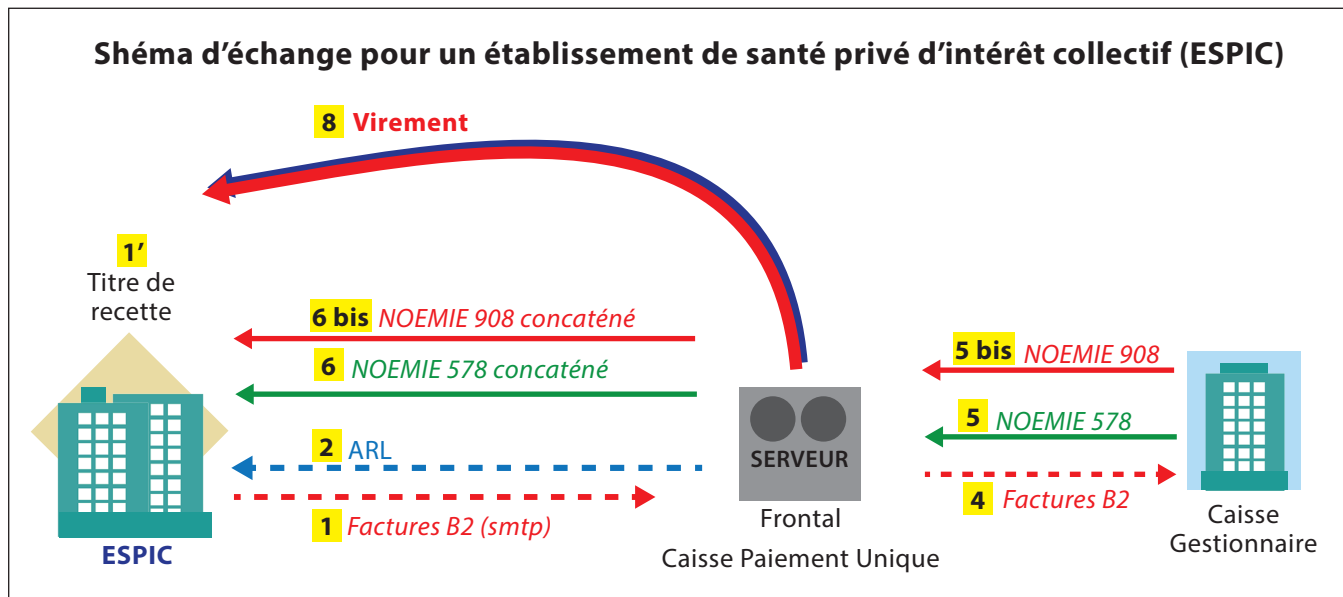 Shéma d’échange pour un établissement de santé privé d’intérêt collectif (ESPIC)
8 Virement
1’
Titre de
recette
6 bis NOEMIE 908 concaténé
5 bis NOEMIE 908
6 NOEMIE 578 concaténé
5 NOEMIE 578
2 ARL
SERVEUR
4 Factures B2
1 Factures B2 (smtp)
ESPIC
Frontal
Caisse Paiement Unique
Caisse
Gestionnaire